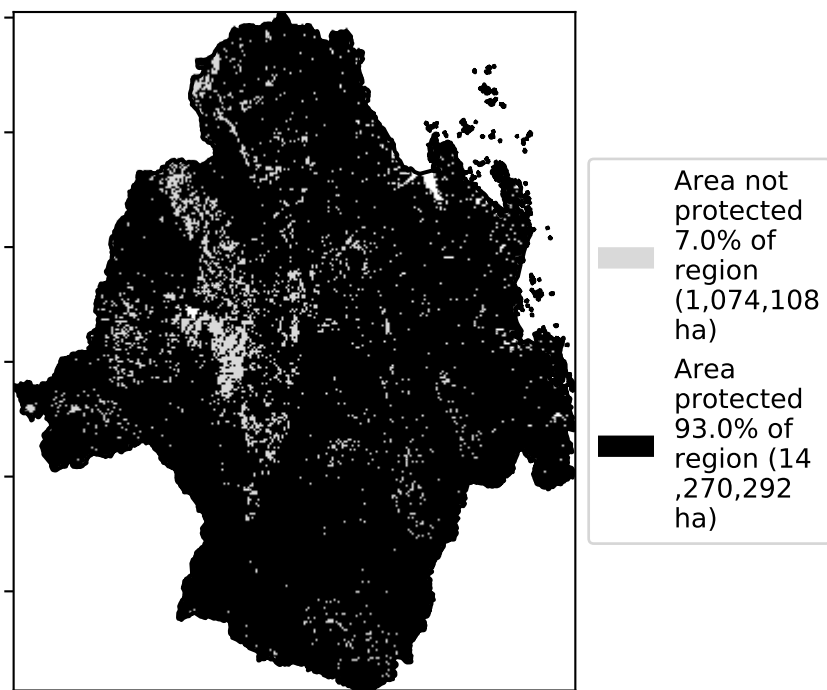 Area not
protected
7.0% of
region
(1,074,108
ha)
Area
protected
93.0% of
region (14
,270,292
ha)